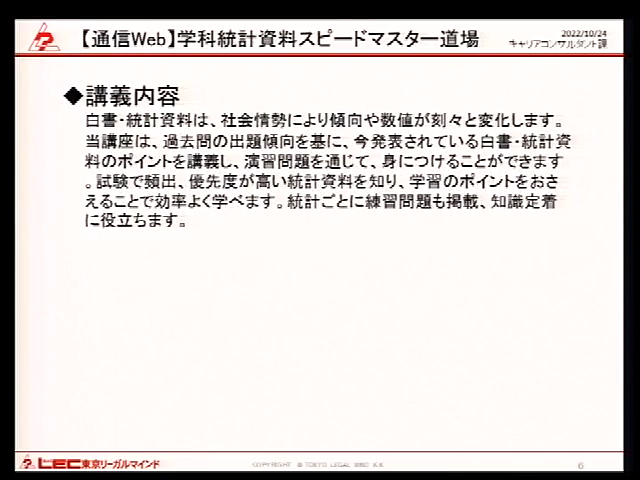 【通信Web】学科統計資料スピードマスター道場
2022/10/24
キャリアコンサルタント課
◆講義内容
白書・統計資料は、社会情勢により傾向や数値が刻々と変化します。
当講座は、過去問の出題傾向を基に、今発表されている白書・統計資
料のポイントを講義し、演習問題を通じて、身につけることができます
。試験で頻出、優先度が高い統計資料を知り、学習のポイントをおさ
えることで効率よく学べます。統計ごとに練習問題も掲載、知識定着
に役立ちます。
LEC東京リーガルマインド
COPYRIGHT © TOKYO LEGAL MIND K.K.
6